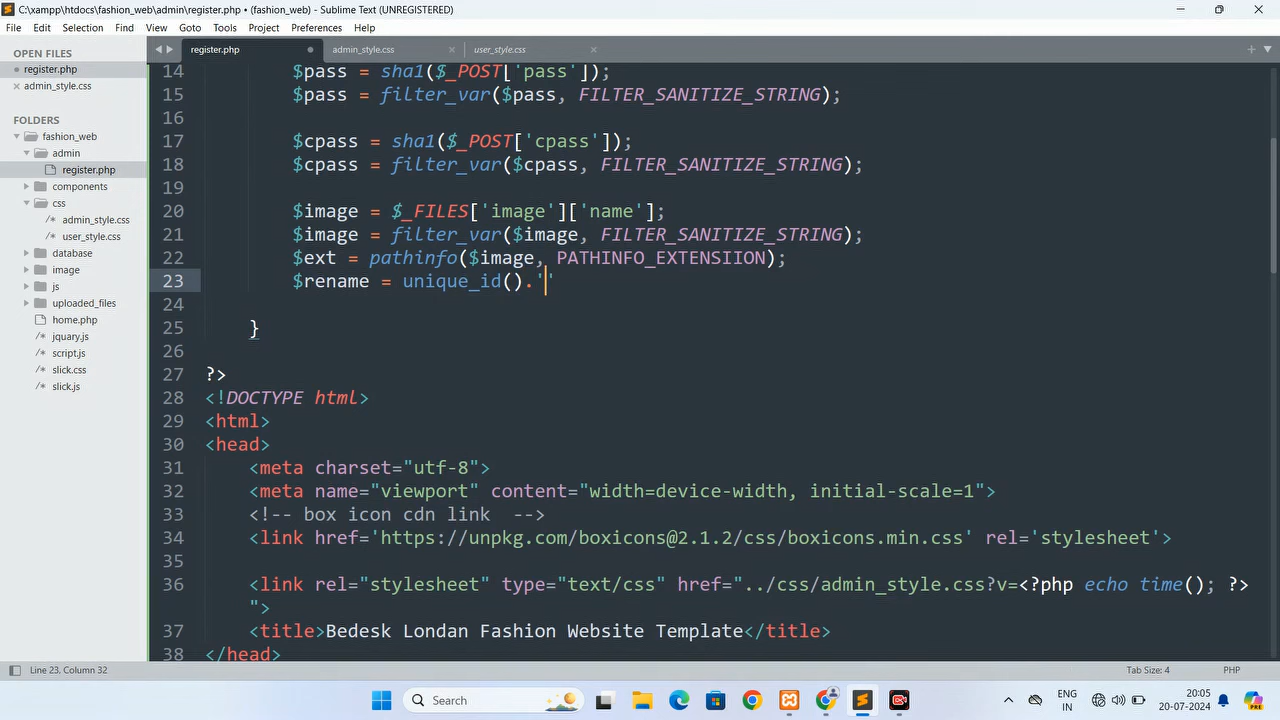 C:\xampp\htdocs\fashion_web\admin\register.php • (fashion_web) - Sublime Text (UNREGISTERED)
File Edit Selection Find View Goto Tools Project Preferences Help
OPEN FILES
register.php
admin_style.css
FOLDERS
fashion_web
admin
register.php
components
css
admin_style.css
user_style.css
database
image
js
uploaded_files
home.php
jquary.js
script.js
slick.css
slick.js
register.php admin_style.css user_style.css
14 $pass = sha1($_POST['pass']);
15 $pass = filter_var($pass, FILTER_SANITIZE_STRING);
16
17 $cpass = sha1($_POST['cpass']);
18 $cpass = filter_var($cpass, FILTER_SANITIZE_STRING);
19
20 $image = $_FILES['image']['name'];
21 $image = filter_var($image, FILTER_SANITIZE_STRING);
22 $ext = pathinfo($image, PATHINFO_EXTENSIION);
23 $rename = unique_id().''
24
25 }
26
27 ?>
28 <!DOCTYPE html>
29 <html>
30 <head>
31 <meta charset="utf-8">
32 <meta name="viewport" content="width=device-width, initial-scale=1">
33 <!-- box icon cdn link -->
34 <link href='https://unpkg.com/boxicons@2.1.2/css/boxicons.min.css' rel='stylesheet'>
35
36 <link rel="stylesheet" type="text/css" href="../css/admin_style.css?v=<?php echo time(); ?>
">
37 <title>Bedesk Londan Fashion Website Template</title>
38 </head>
Line 23, Column 32 Tab Size: 4 PHP
Search
ENG
IN
20:05
20-07-2024
PRE